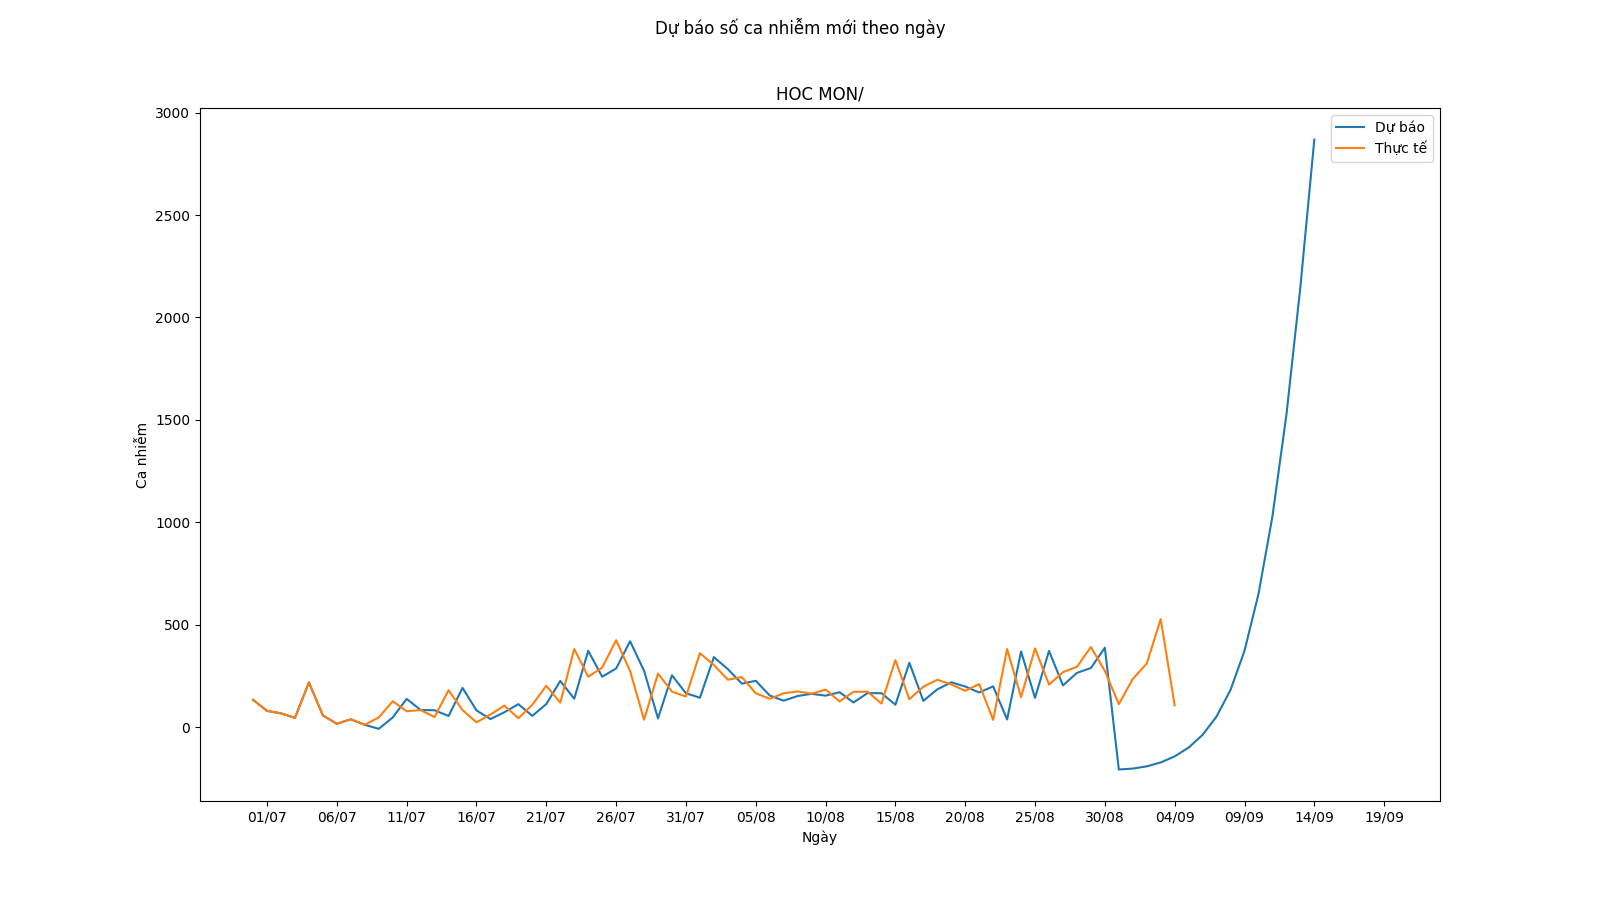 Dự báo số ca nhiễm mới theo ngày
HOC MON/
Dự báo
Thực tế
3000
2500
2000
1500
1000
500
0
Ca nhiễm
01/07 06/07 11/07 16/07 21/07 26/07 31/07 05/08 10/08 15/08 20/08 25/08 30/08 04/09 09/09 14/09 19/09
Ngày